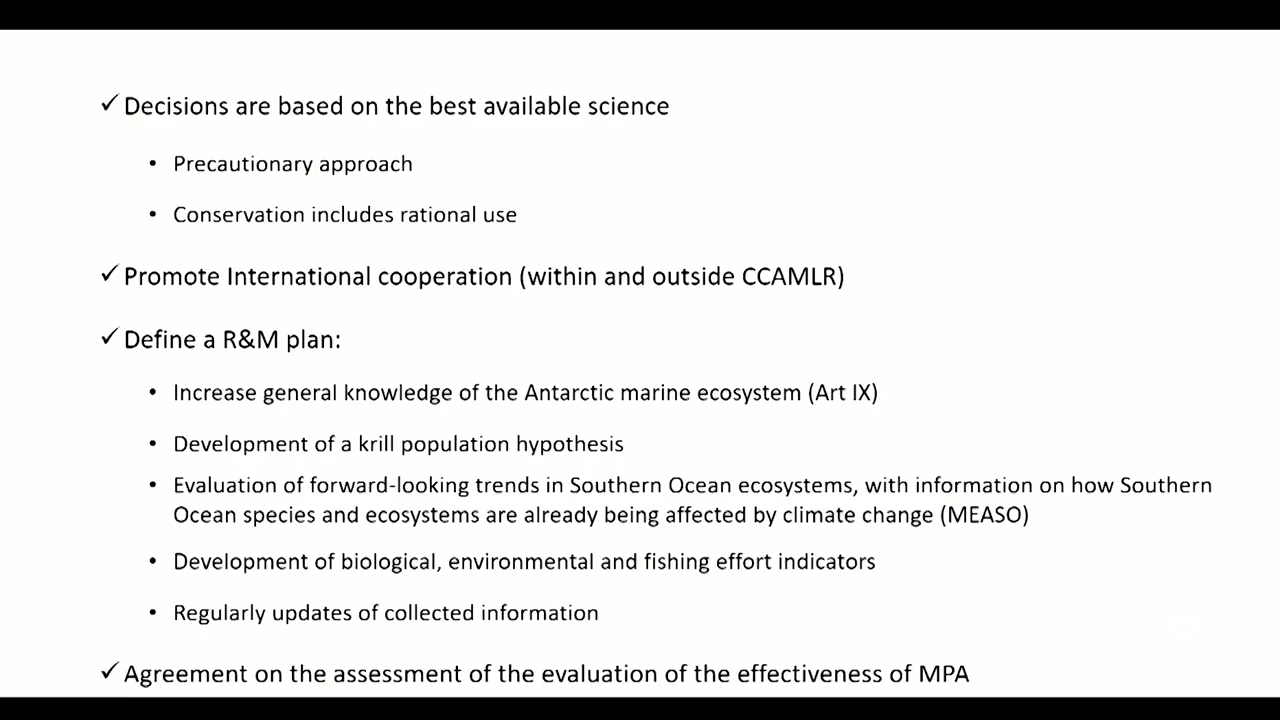 ✓ Decisions are based on the best available science
• Precautionary approach
• Conservation includes rational use
✓ Promote International cooperation (within and outside CCAMLR)
✓ Define a R&M plan:
• Increase general knowledge of the Antarctic marine ecosystem (Art IX)
• Development of a krill population hypothesis
• Evaluation of forward-looking trends in Southern Ocean ecosystems, with information on how Southern
Ocean species and ecosystems are already being affected by climate change (MEASO)
• Development of biological, environmental and fishing effort indicators
• Regularly updates of collected information
✓ Agreement on the assessment of the evaluation of the effectiveness of MPA